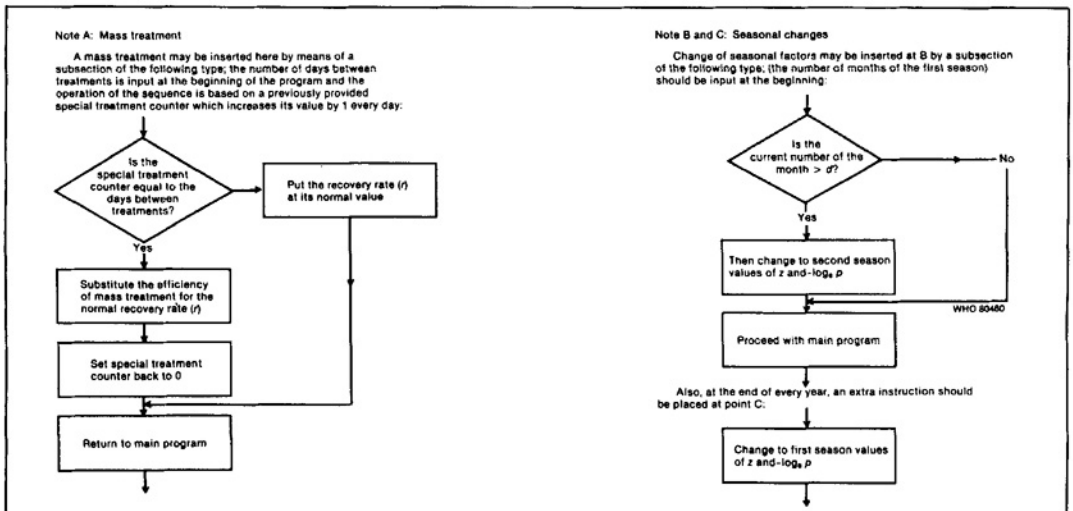 Note A: Mass treatment
A mass treatment may be inserted here by means of a
subsection of the following type; the number of days between
treatments is input at the beginning of the program and the
operation of the sequence is based on a previously provided
special treatment counter which increases its value by 1 every day:
Is the
special treatment
counter equal to the
days between
treatments?
Put the recovery rate (r)
at its normal value
Yes
Substitute the efficiency
of mass treatment for the
normal recovery rate (r)
Set special treatment
counter back to 0
Return to main program
Note B and C: Seasonal changes
Change of seasonal factors may be inserted at B by a subsection
of the following type; (the number of months of the first season)
should be input at the beginning:
Is the
current number of the
month > d?
No
Yes
Then change to second season
values of z and-logₑ p
WHO 80460
Proceed with main program
Also, at the end of every year, an extra instruction should
be placed at point C:
Change to first season values
of z and-logₑ p